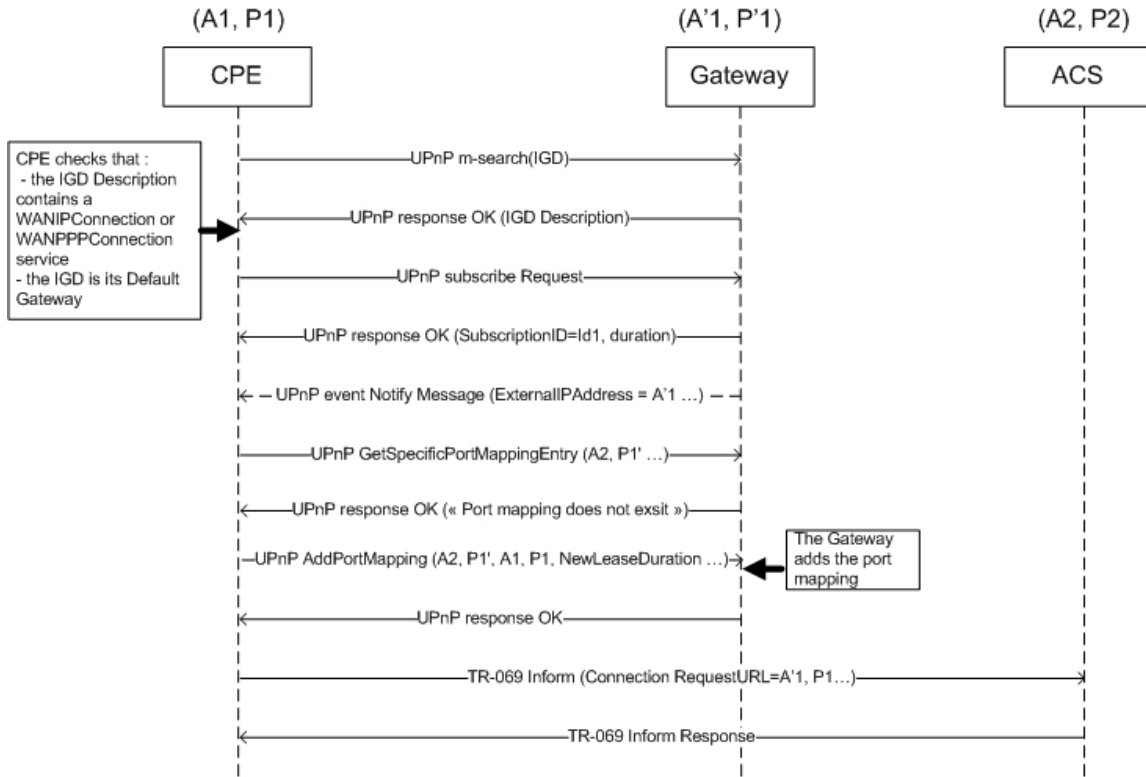 (A1, P1)
(A'1, P'1)
(A2, P2)
CPE
Gateway
ACS
CPE checks that :
- the IGD Description
contains a
WANIPConnection or
WANPPPConnection
service
- the IGD is its Default
Gateway
UPnP m-search(IGD)
UPnP response OK (IGD Description)
UPnP subscribe Request
UPnP response OK (SubscriptionID=Id1, duration)
UPnP event Notify Message (ExternalIPAddress = A'1 ...)
UPnP GetSpecificPortMappingEntry (A2, P1' ...)
UPnP response OK (« Port mapping does not exsit »)
UPnP AddPortMapping (A2, P1', A1, P1, NewLeaseDuration ...)
The Gateway
adds the port
mapping
UPnP response OK
TR-069 Inform (Connection RequestURL=A'1, P1...)
TR-069 Inform Response